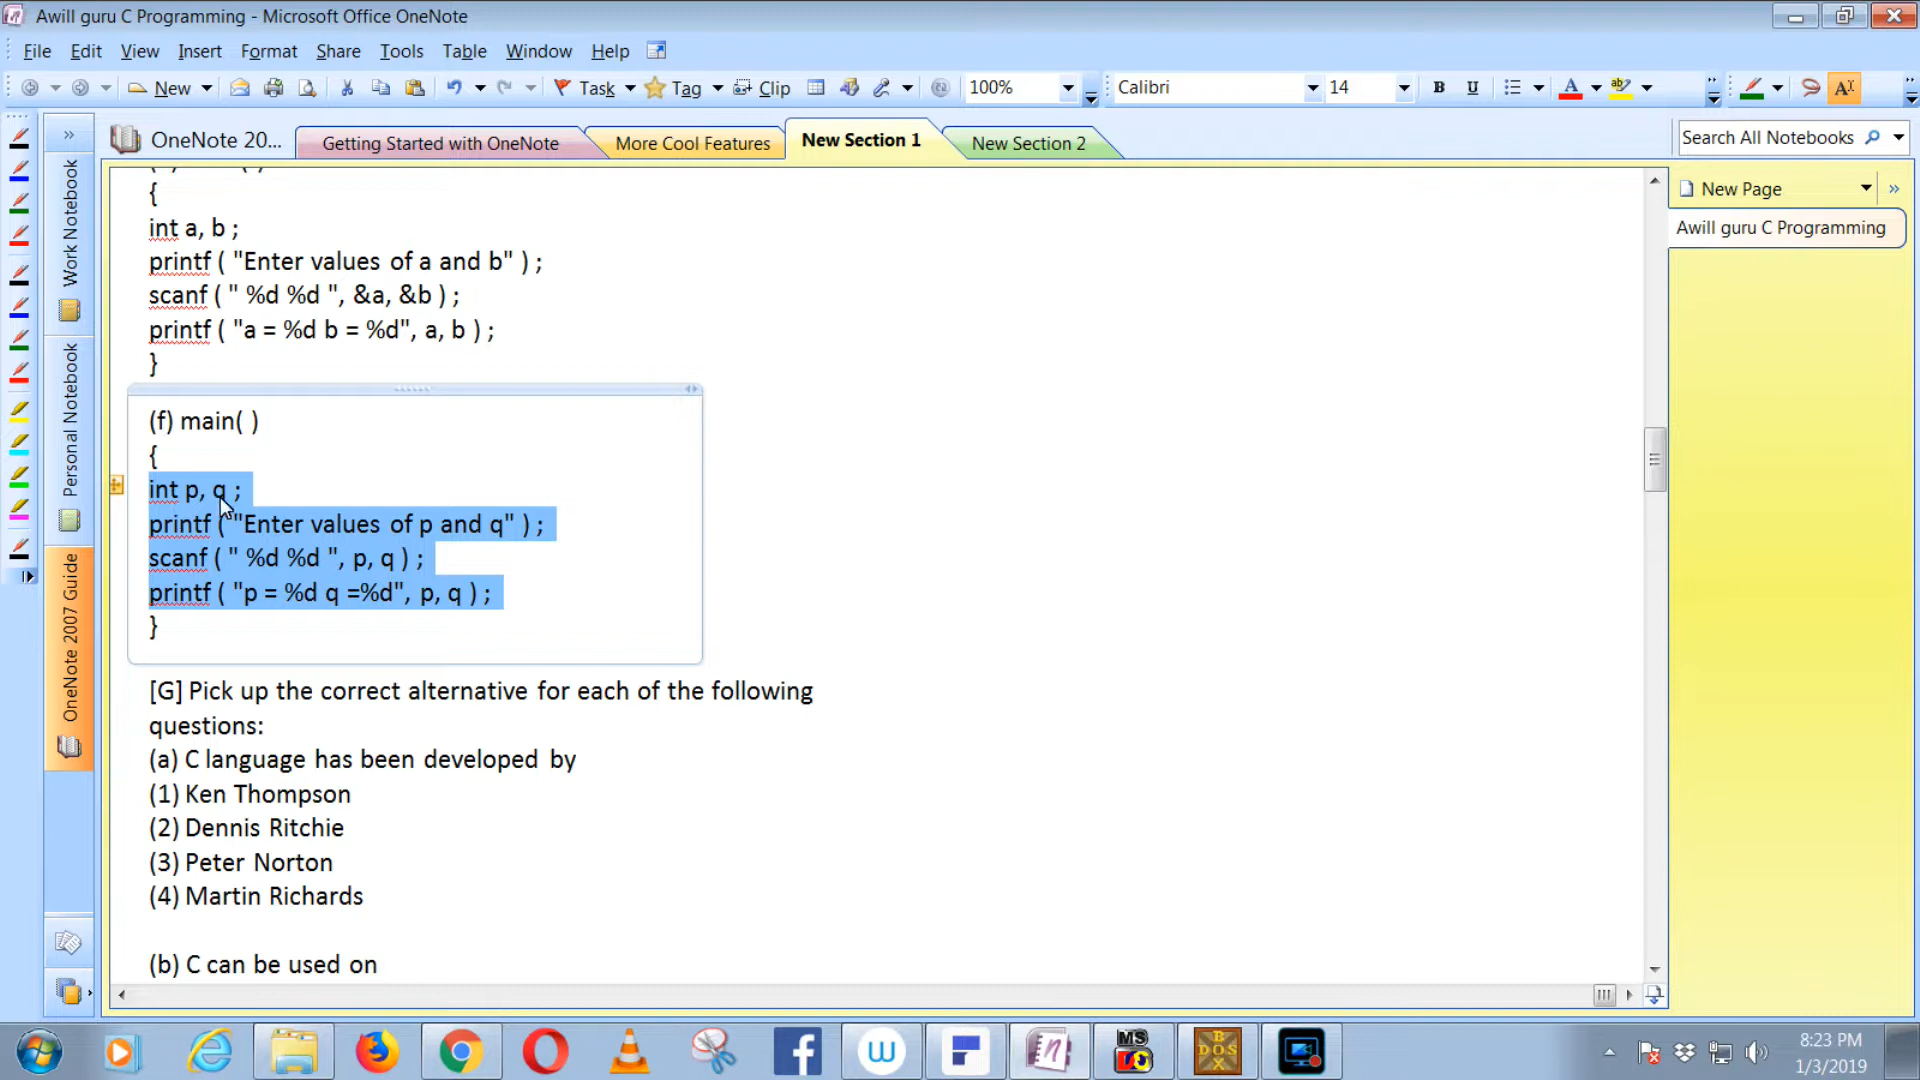 Awill guru C Programming - Microsoft Office OneNote
File Edit View Insert Format Share Tools Table Window Help
New Task Tag Clip 100% Calibri 14 B U A ab A
OneNote 20... Getting Started with OneNote More Cool Features New Section 1 New Section 2 Search All Notebooks
New Page
Awill guru C Programming
Work Notebook
Personal Notebook
OneNote 2007 Guide
{
int a, b ;
printf ( "Enter values of a and b" ) ;
scanf ( " %d %d ", &a, &b ) ;
printf ( "a = %d b = %d", a, b ) ;
}
(f) main( )
{
int p, q ;
printf ( "Enter values of p and q" ) ;
scanf ( " %d %d ", p, q ) ;
printf ( "p = %d q =%d", p, q ) ;
}
[G] Pick up the correct alternative for each of the following
questions:
(a) C language has been developed by
(1) Ken Thompson
(2) Dennis Ritchie
(3) Peter Norton
(4) Martin Richards
(b) C can be used on
MS
DOS
BOX
8:23 PM
1/3/2019